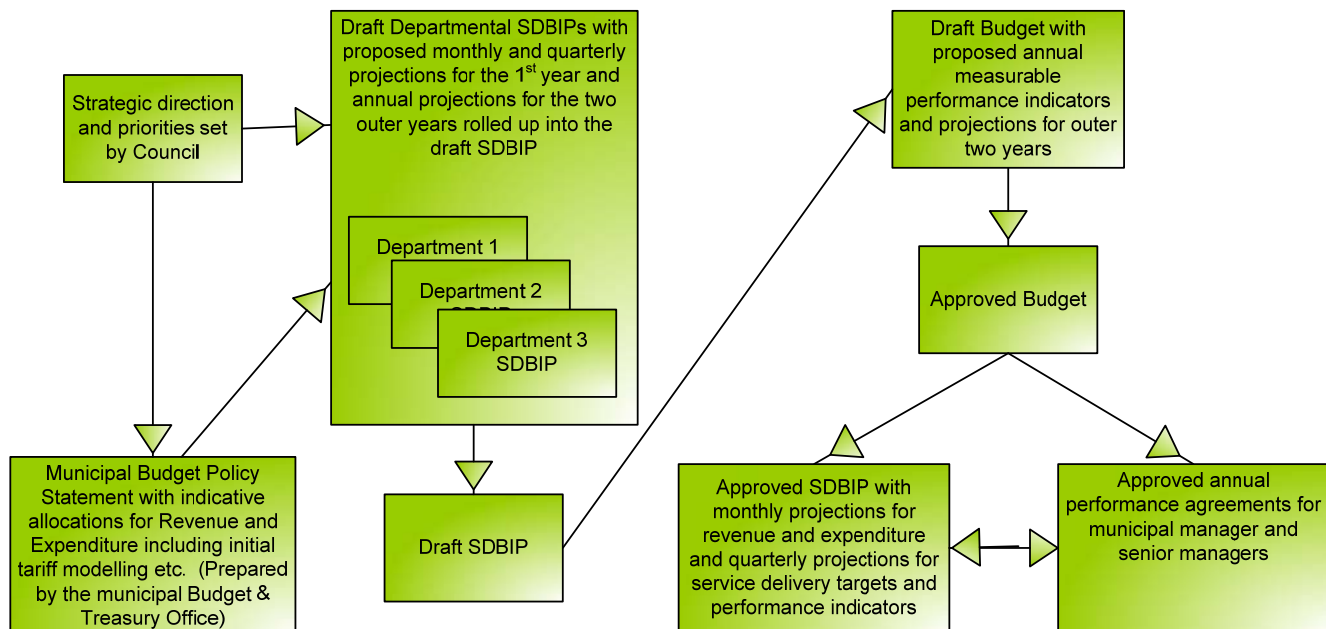 Strategic direction
and priorities set
by Council
Municipal Budget Policy
Statement with indicative
allocations for Revenue and
Expenditure including initial
tariff modelling etc. (Prepared
by the municipal Budget &
Treasury Office)
Draft Departmental SDBIPs with
proposed monthly and quarterly
projections for the 1st year and
annual projections for the two
outer years rolled up into the
draft SDBIP
Department 1
Department 2
SDBIP
Department 3
SDBIP
Draft SDBIP
Draft Budget with
proposed annual
measurable
performance indicators
and projections for outer
two years
Approved Budget
Approved SDBIP with
monthly projections for
revenue and expenditure
and quarterly projections for
service delivery targets and
performance indicators
Approved annual
performance agreements for
municipal manager and
senior managers